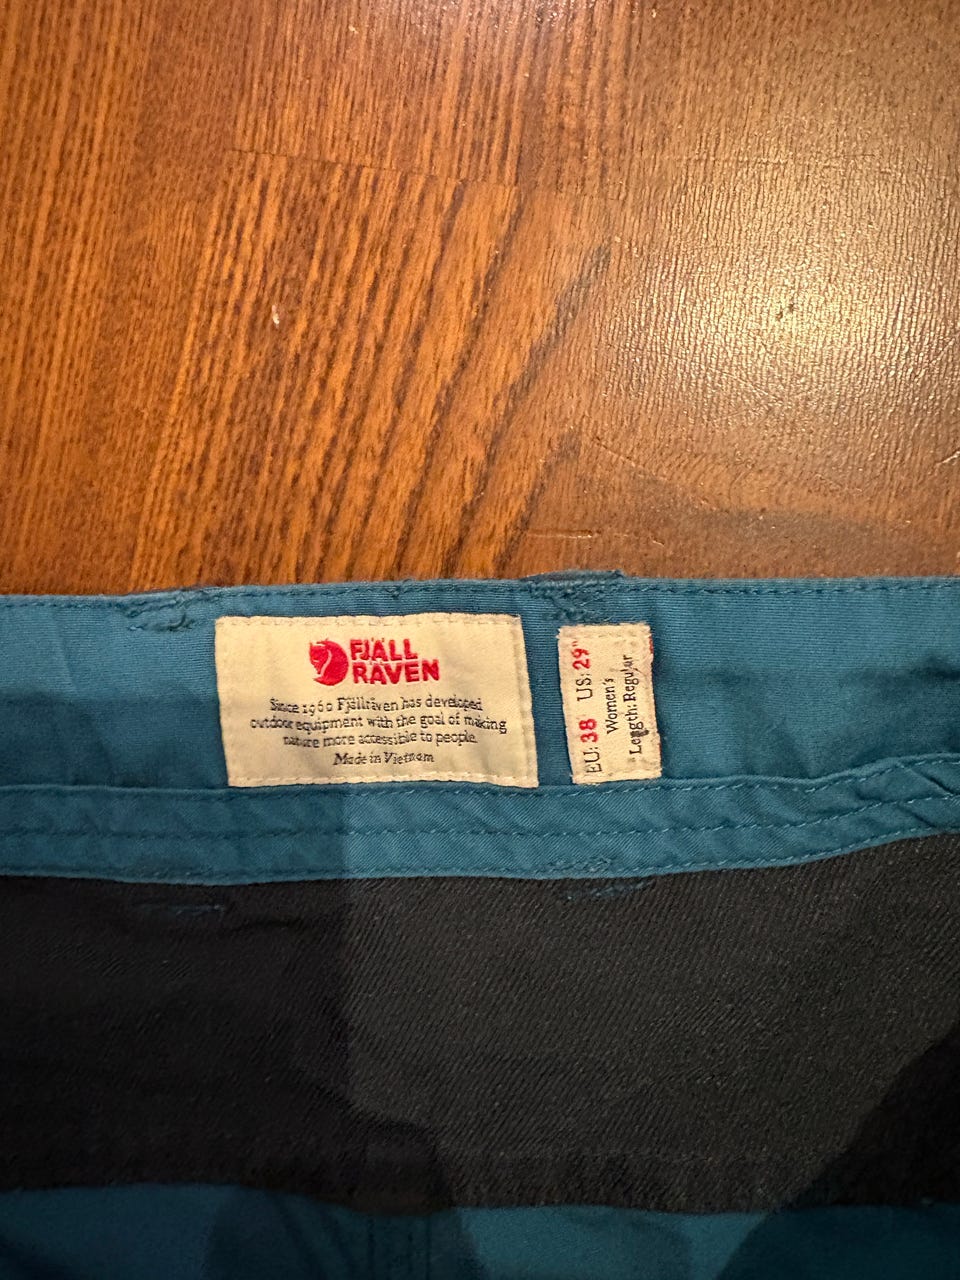 FJÄLL
RÄVEN
Since 1960 Fjällräven has developed
outdoor equipment with the goal of making
nature more accessible to people.
Made in Vietnam
EU: 38 US: 29"
Women's
Length: Regular